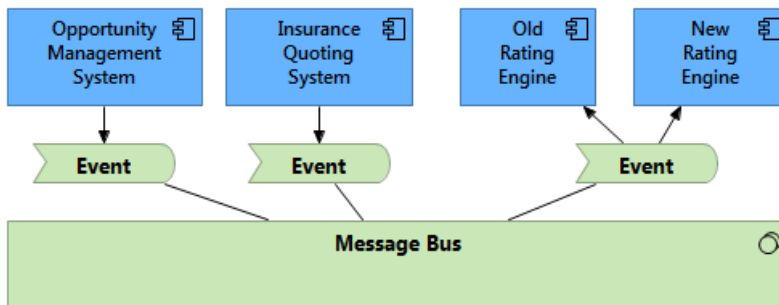 Opportunity
Management
System
Insurance
Quoting
System
Old
Rating
Engine
New
Rating
Engine
Event
Event
Event
Message Bus